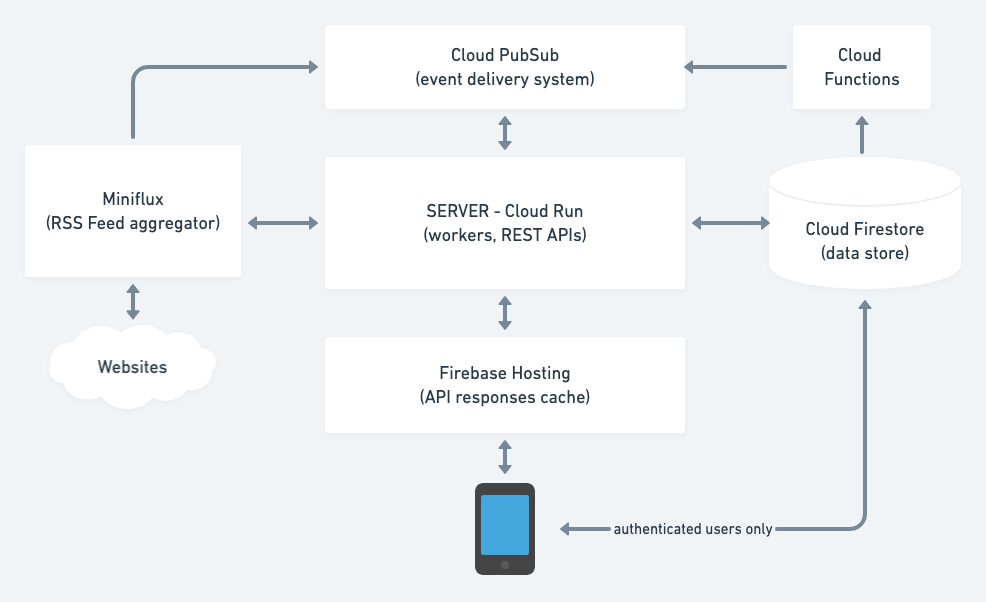 Cloud PubSub
(event delivery system)
Cloud
Functions
Miniflux
(RSS Feed aggregator)
SERVER - Cloud Run
(workers, REST APIs)
Cloud Firestore
(data store)
Websites
Firebase Hosting
(API responses cache)
authenticated users only